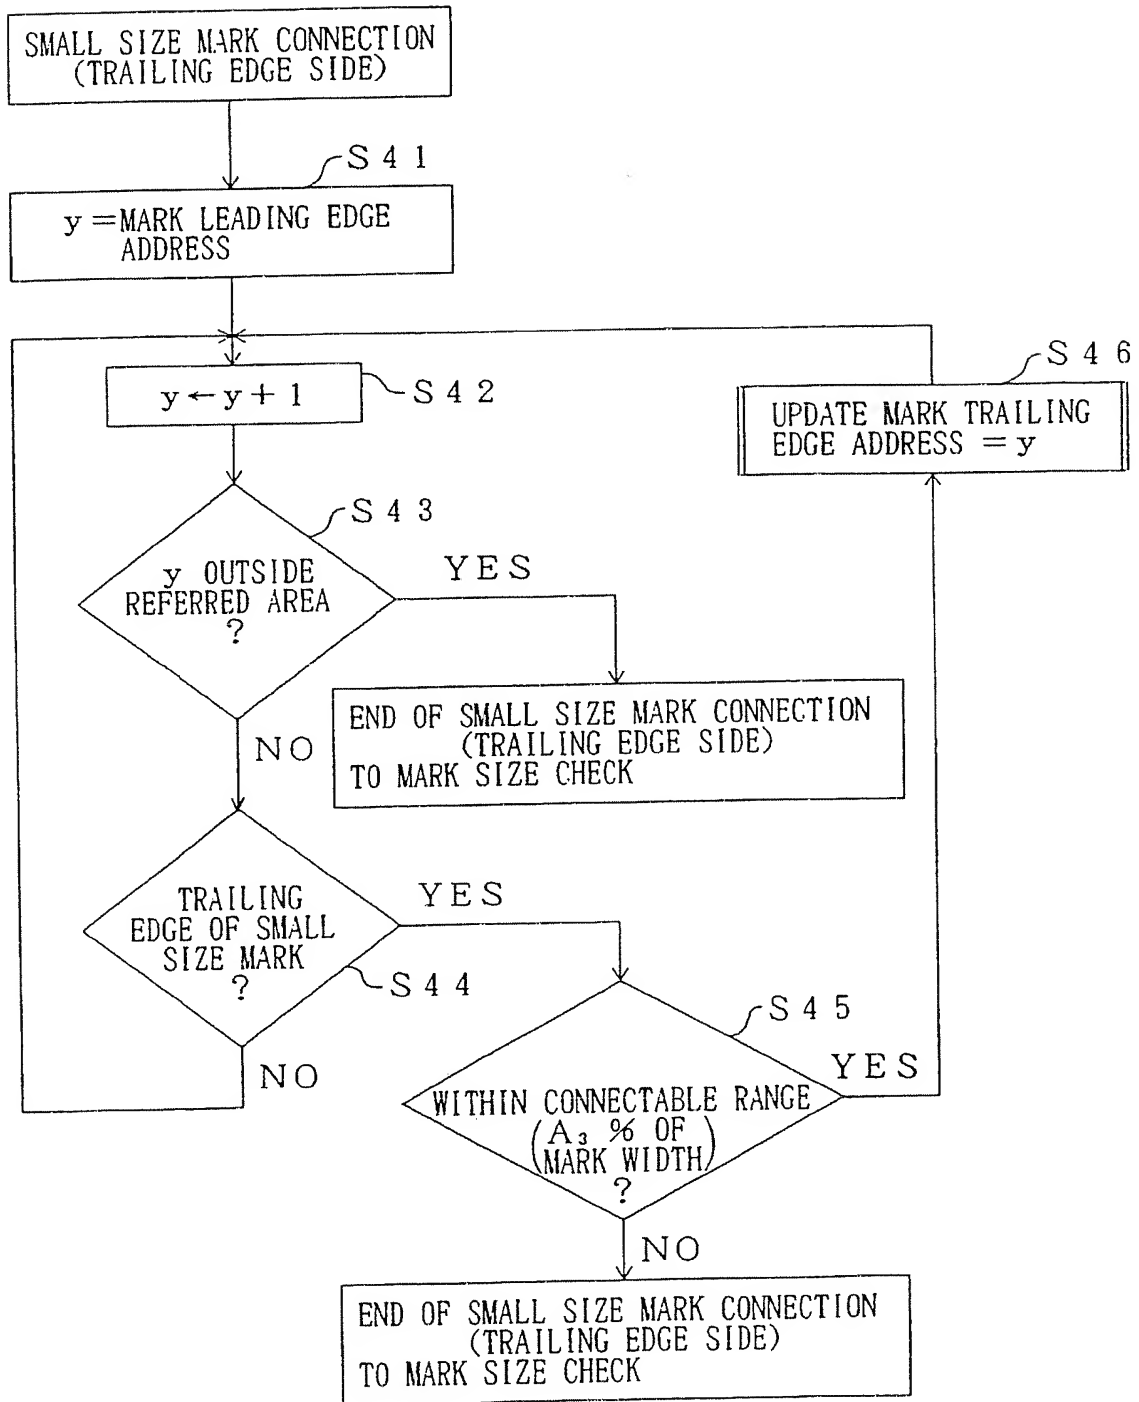 SMALL SIZE MARK CONNECTION
(TRAILING EDGE SIDE)
S41
y=MARK LEADING EDGE
ADDRESS
S46
y←y+1
S42
UPDATE MARK TRAILING
EDGE ADDRESS =y
S43
y OUTSIDE
REFERRED AREA
?
YES
NO
END OF SMALL SIZE MARK CONNECTION
(TRAILING EDGE SIDE)
TO MARK SIZE CHECK
TRAILING
EDGE OF SMALL
SIZE MARK
?
YES
S44
NO
S45
YES
WITHIN CONNECTABLE RANGE
(A₃ % OF
MARK WIDTH)
?
NO
END OF SMALL SIZE MARK CONNECTION
(TRAILING EDGE SIDE)
TO MARK SIZE CHECK